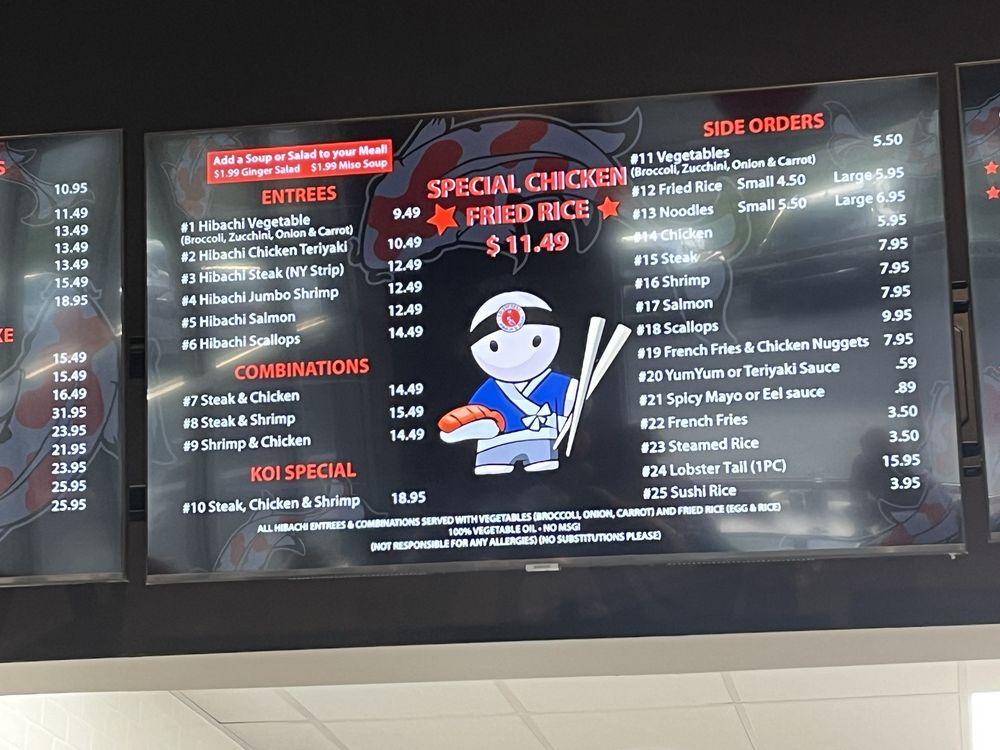 S
10.95
11.49
13.49
13.49
13.49
15.49
18.95
KE
15.49
15.49
16.49
31.95
23.95
21.95
23.95
25.95
25.95
Add a Soup or Salad to your Meal!
$1.99 Ginger Salad $1.99 Miso Soup
ENTREES
#1 Hibachi Vegetable 9.49
(Broccoli, Zucchini, Onion & Carrot)
#2 Hibachi Chicken Teriyaki 10.49
#3 Hibachi Steak (NY Strip) 12.49
#4 Hibachi Jumbo Shrimp 12.49
#5 Hibachi Salmon 12.49
#6 Hibachi Scallops 14.49
COMBINATIONS
#7 Steak & Chicken 14.49
#8 Steak & Shrimp 15.49
#9 Shrimp & Chicken 14.49
KOI SPECIAL
#10 Steak, Chicken & Shrimp 18.95
SPECIAL CHICKEN
FRIED RICE
$ 11.49
SIDE ORDERS
#11 Vegetables 5.50
(Broccoli, Zucchini, Onion & Carrot)
#12 Fried Rice Small 4.50 Large 5.95
#13 Noodles Small 5.50 Large 6.95
#14 Chicken 5.95
#15 Steak 7.95
#16 Shrimp 7.95
#17 Salmon 7.95
#18 Scallops 9.95
#19 French Fries & Chicken Nuggets 7.95
#20 YumYum or Teriyaki Sauce .59
#21 Spicy Mayo or Eel sauce .89
#22 French Fries 3.50
#23 Steamed Rice 3.50
#24 Lobster Tail (1PC) 15.95
#25 Sushi Rice 3.95
ALL HIBACHI ENTREES & COMBINATIONS SERVED WITH VEGETABLES (BROCCOLI, ONION, CARROT) AND FRIED RICE (EGG & RICE)
100% VEGETABLE OIL • NO MSG!
(NOT RESPONSIBLE FOR ANY ALLERGIES) (NO SUBSTITUTIONS PLEASE)